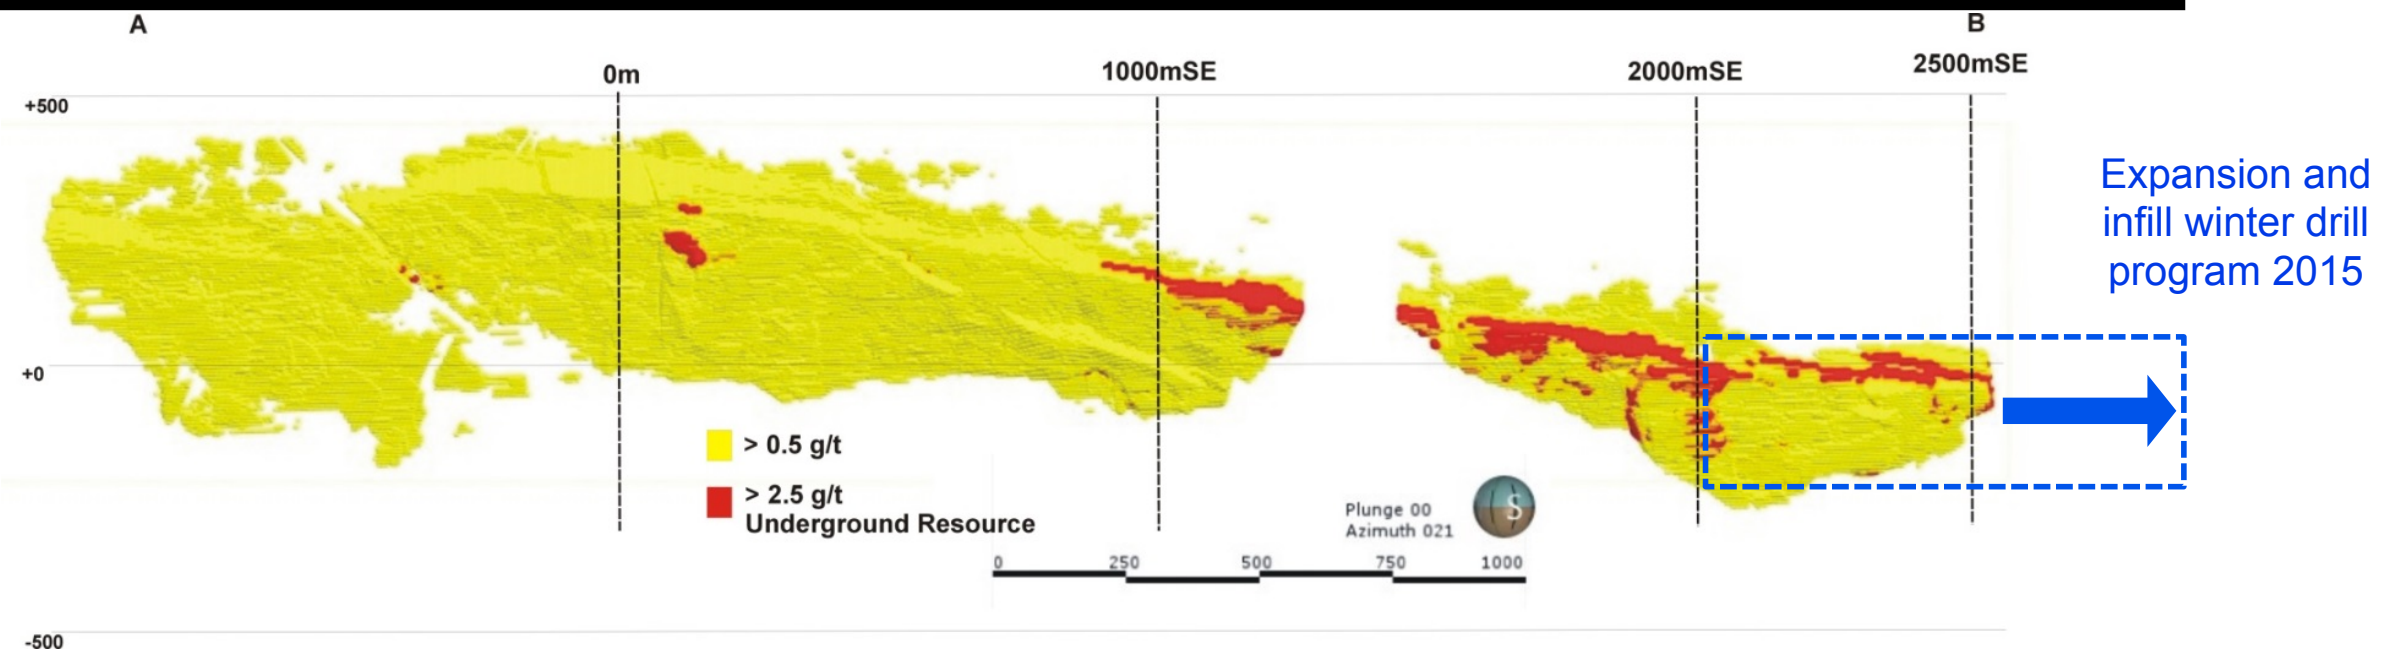 A
B
0m
1000mSE
2000mSE
2500mSE
+500
Expansion and
infill winter drill
program 2015
+0
> 0.5 g/t
> 2.5 g/t
Underground Resource
Plunge 00
Azimuth 021
S
0 250 500 750 1000
-500